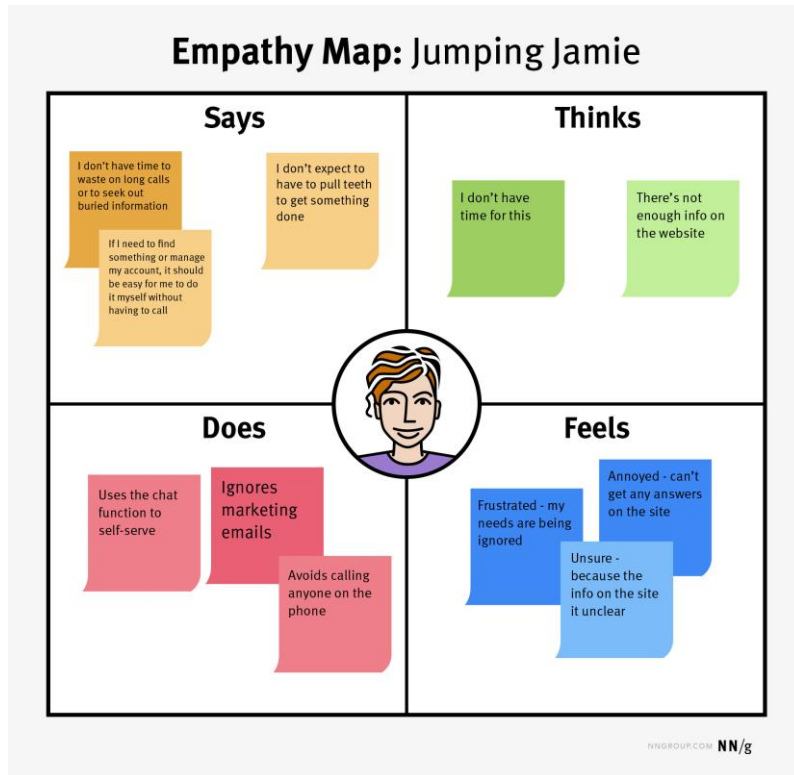 Empathy Map: Jumping Jamie
Says
I don't have time to
waste on long calls
or to seek out
buried information
If I need to find
something or manage
my account, it should
be easy for me to do
it myself without
having to call
I don't expect to
have to pull teeth
to get something
done
Thinks
I don't have
time for this
There's not
enough info on
the website
Does
Uses the chat
function to
self-serve
Ignores
marketing
emails
Avoids calling
anyone on the
phone
Feels
Frustrated - my
needs are being
ignored
Annoyed - can't
get any answers
on the site
Unsure -
because the
info on the site
it unclear
NNGROUP.COM NN/g